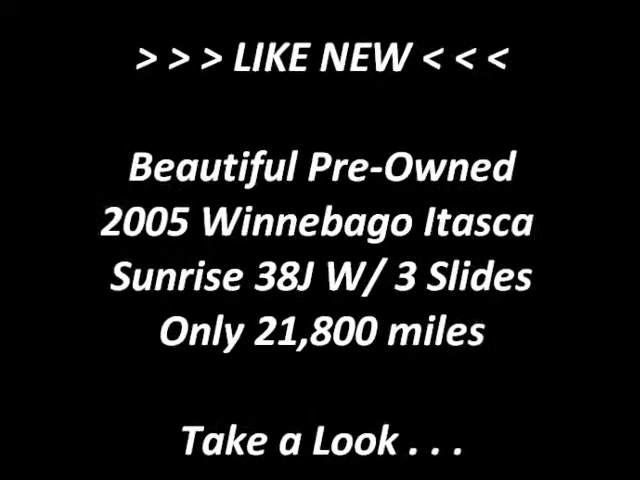 > > > LIKE NEW < < <
Beautiful Pre-Owned
2005 Winnebago Itasca
Sunrise 38J W/ 3 Slides
Only 21,800 miles
Take a Look . . .